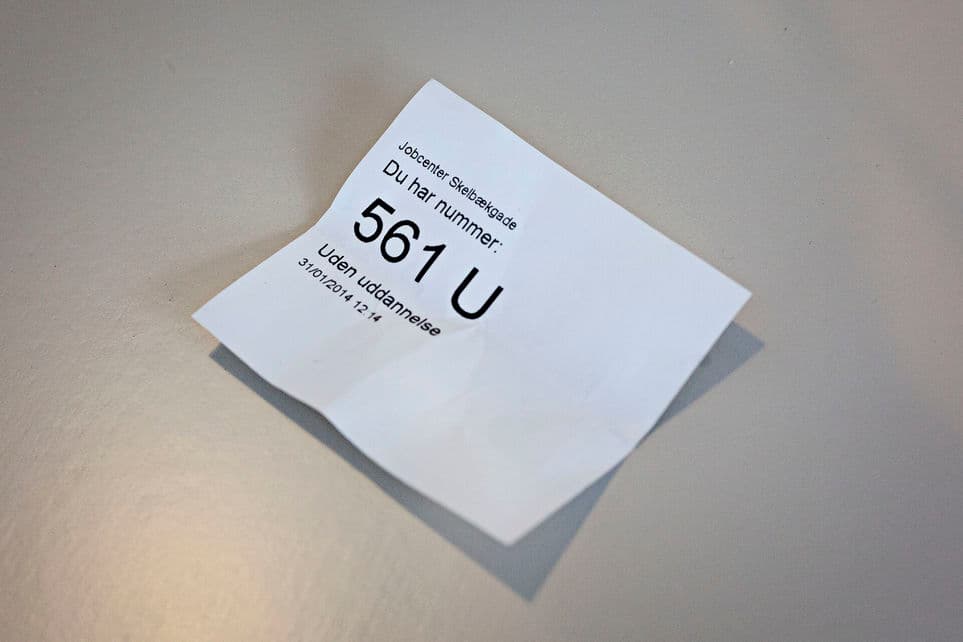 Jobcenter Skelbækgade
Du har nummer:
561 U
Uden uddannelse
31/01/2014 12.14